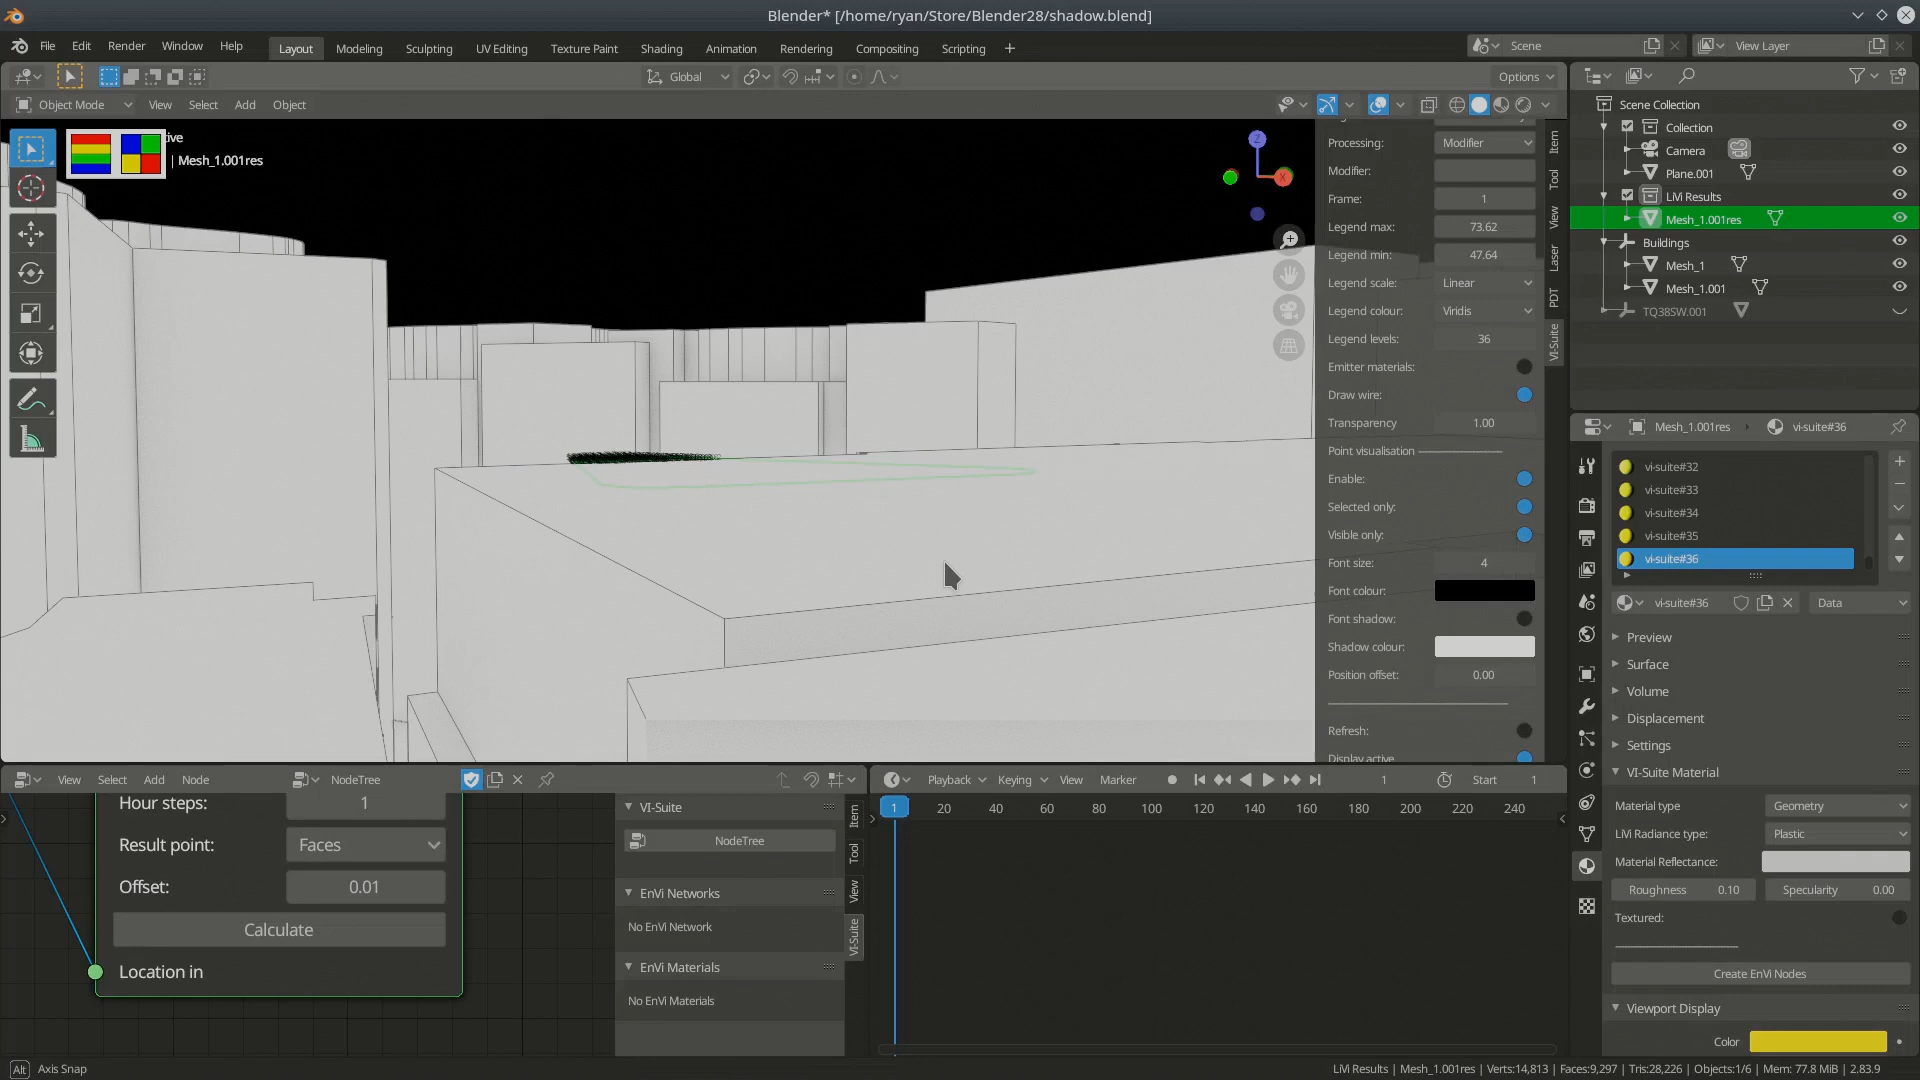 Blender* [/home/ryan/Store/Blender28/shadow.blend]
File Edit Render Window Help Layout Modeling Sculpting UV Editing Texture Paint Shading Animation Rendering Compositing Scripting + Scene View Layer
Global Options
Object Mode View Select Add Object
ive
| Mesh_1.001res
Z
X
Processing: Modifier
Modifier:
Frame: 1
Legend max: 73.62
Legend min: 47.64
Legend scale: Linear
Legend colour: Viridis
Legend levels: 36
Emitter materials:
Draw wire:
Transparency 1.00
Point visualisation
Enable:
Selected only:
Visible only:
Font size: 4
Font colour:
Font shadow:
Shadow colour:
Position offset: 0.00
Refresh:
Display active
Item
Tool
View
Laser
PDT
VI-Suite
Scene Collection
Collection
Camera
Plane.001
LiVi Results
Mesh_1.001res
Buildings
Mesh_1
Mesh_1.001
TQ38SW.001
Mesh_1.001res vi-suite#36
vi-suite#32
vi-suite#33
vi-suite#34
vi-suite#35
vi-suite#36
vi-suite#36 Data
Preview
Surface
Volume
Displacement
Settings
VI-Suite Material
Material type Geometry
LiVi Radiance type: Plastic
Material Reflectance:
Roughness 0.10 Specularity 0.00
Textured:
Create EnVi Nodes
Viewport Display
Color
View Select Add Node NodeTree
Hour steps: 1
Result point: Faces
Offset: 0.01
Calculate
Location in
VI-Suite
NodeTree
EnVi Networks
No EnVi Network
EnVi Materials
No EnVi Materials
Item
Tool
View
VI-Suite
Playback Keying View Marker 1 Start 1
1 20 40 60 80 100 120 140 160 180 200 220 240
Alt Axis Snap
LiVi Results | Mesh_1.001res | Verts:14,813 | Faces:9,297 | Tris:28,226 | Objects:1/6 | Mem: 77.8 MiB | 2.83.9